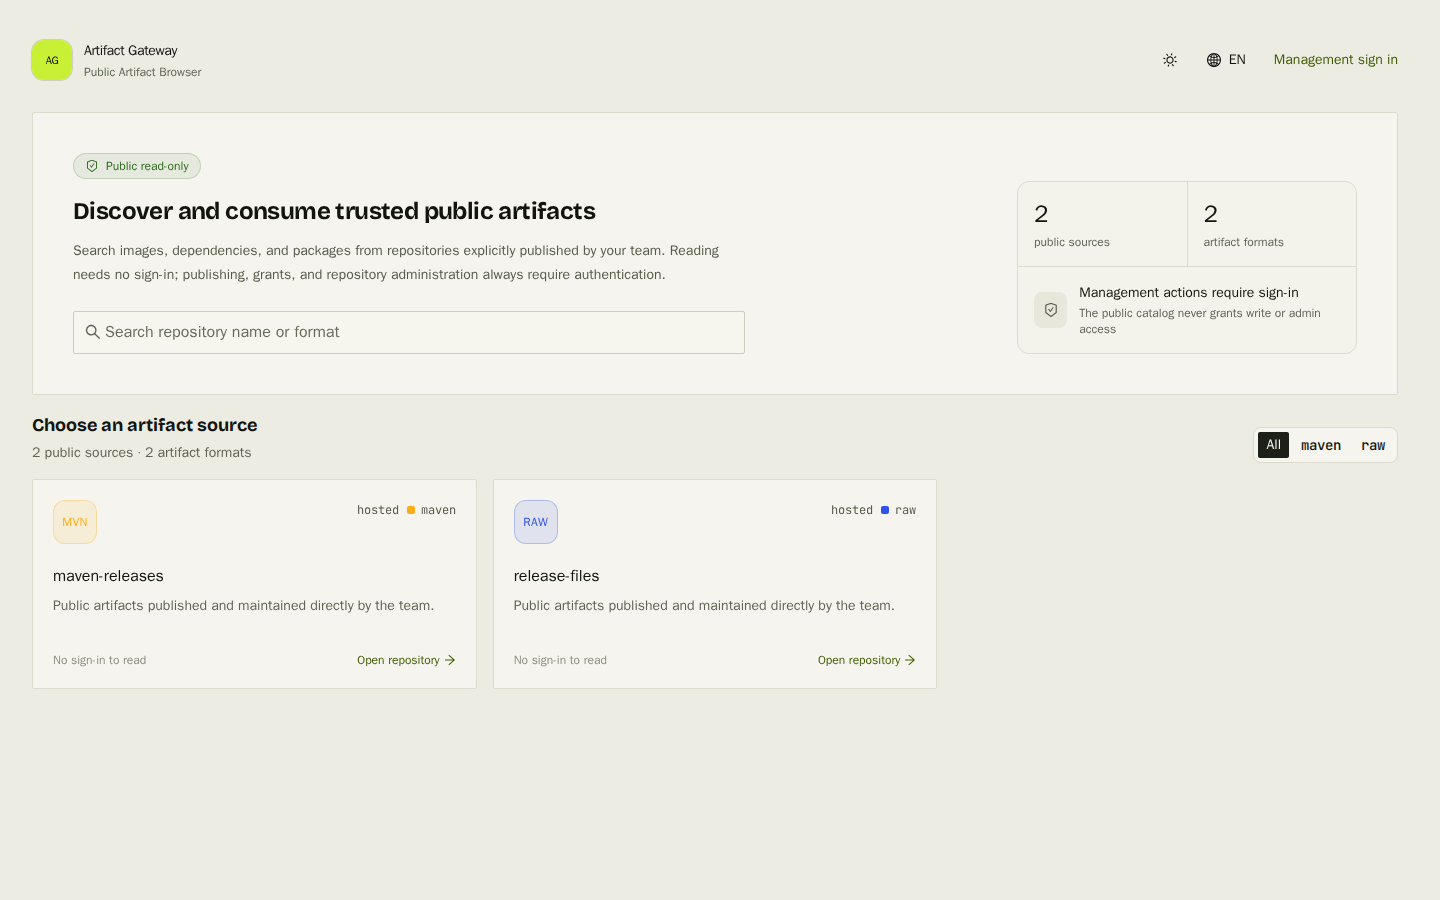 AG
Artifact Gateway
Public Artifact Browser
EN
Management sign in
Public read-only
Discover and consume trusted public artifacts
Search images, dependencies, and packages from repositories explicitly published by your team. Reading
needs no sign-in; publishing, grants, and repository administration always require authentication.
Search repository name or format
2
public sources
2
artifact formats
Management actions require sign-in
The public catalog never grants write or admin
access
Choose an artifact source
2 public sources · 2 artifact formats
All
maven
raw
MVN
hosted
maven
maven-releases
Public artifacts published and maintained directly by the team.
No sign-in to read
Open repository
RAW
hosted
raw
release-files
Public artifacts published and maintained directly by the team.
No sign-in to read
Open repository